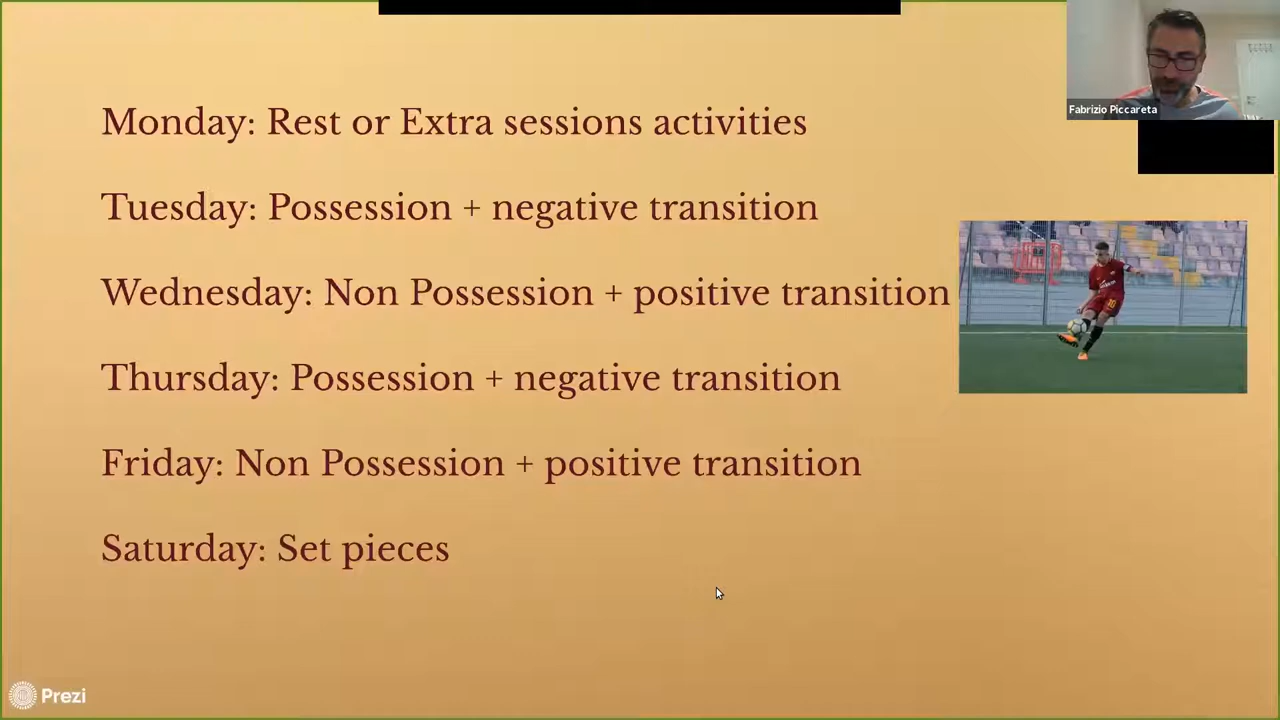 Monday: Rest or Extra sessions activities
Fabrizio Piccareta
Tuesday: Possession + negative transition
Wednesday: Non Possession + positive transition
Thursday: Possession + negative transition
Friday: Non Possession + positive transition
Saturday: Set pieces
Prezi